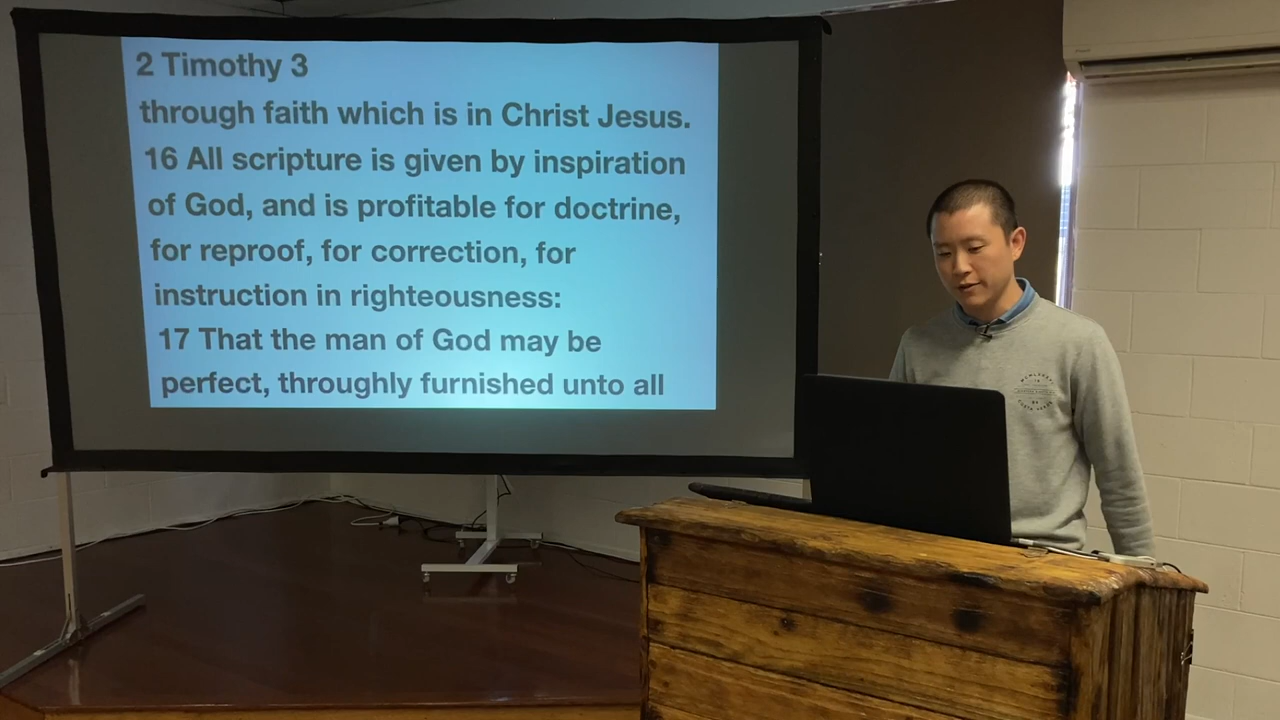 2 Timothy 3
through faith which is in Christ Jesus.
16 All scripture is given by inspiration
of God, and is profitable for doctrine,
for reproof, for correction, for
instruction in righteousness:
17 That the man of God may be
perfect, throughly furnished unto all